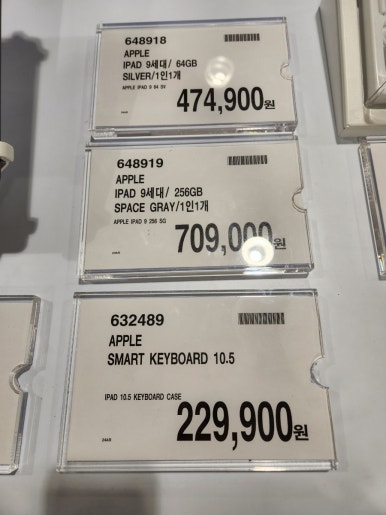 648918
APPLE
IPAD 9세대/ 64GB
SILVER/1인1개
APPLE IPAD 9 64 SV
474,900원
648919
APPLE
IPAD 9세대/ 256GB
SPACE GRAY/1인1개
APPLE IPAD 9 256 SG
709,000원
632489
APPLE
SMART KEYBOARD 10.5
IPAD 10.5 KEYBOARD CASE
229,900원